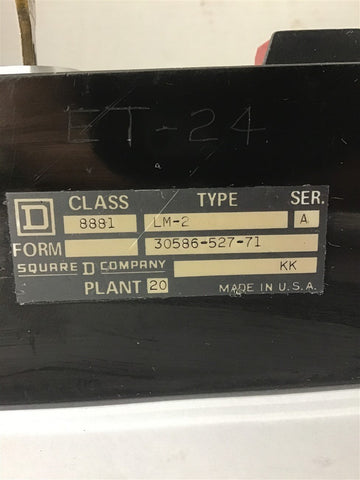 ET-24
CLASS TYPE SER.
D 8881 LM-2 A
FORM 30586-527-71
SQUARE D COMPANY KK
PLANT 20 MADE IN U.S.A.